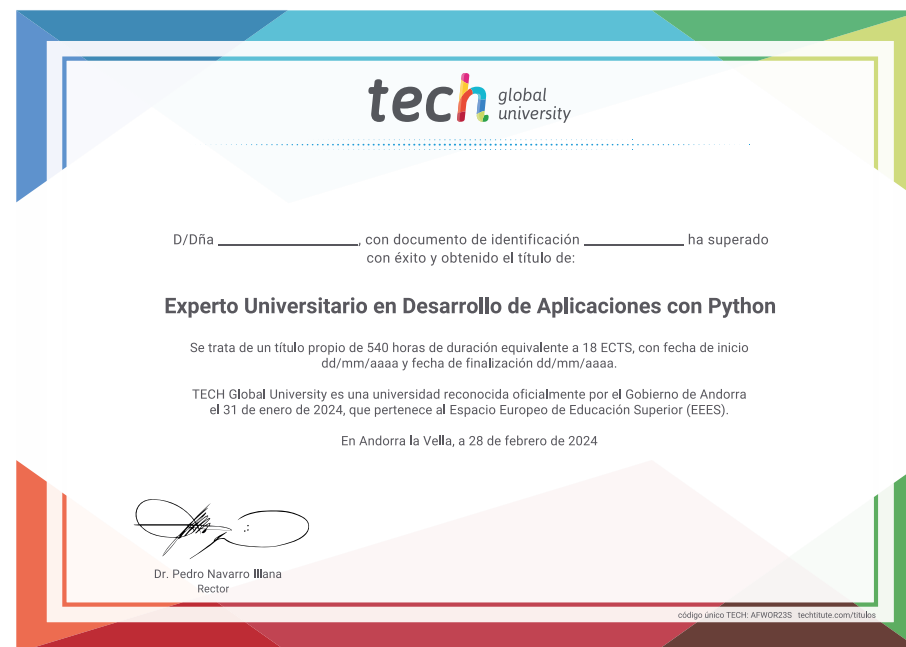 tech global university
D/Dña ____________________, con documento de identificación ______________ ha superado
con éxito y obtenido el título de:
Experto Universitario en Desarrollo de Aplicaciones con Python
Se trata de un título propio de 540 horas de duración equivalente a 18 ECTS, con fecha de inicio
dd/mm/aaaa y fecha de finalización dd/mm/aaaa.
TECH Global University es una universidad reconocida oficialmente por el Gobierno de Andorra
el 31 de enero de 2024, que pertenece al Espacio Europeo de Educación Superior (EEES).
En Andorra la Vella, a 28 de febrero de 2024
Dr. Pedro Navarro Illana
Rector
código único TECH: AFWOR23S techtitute.com/titulos